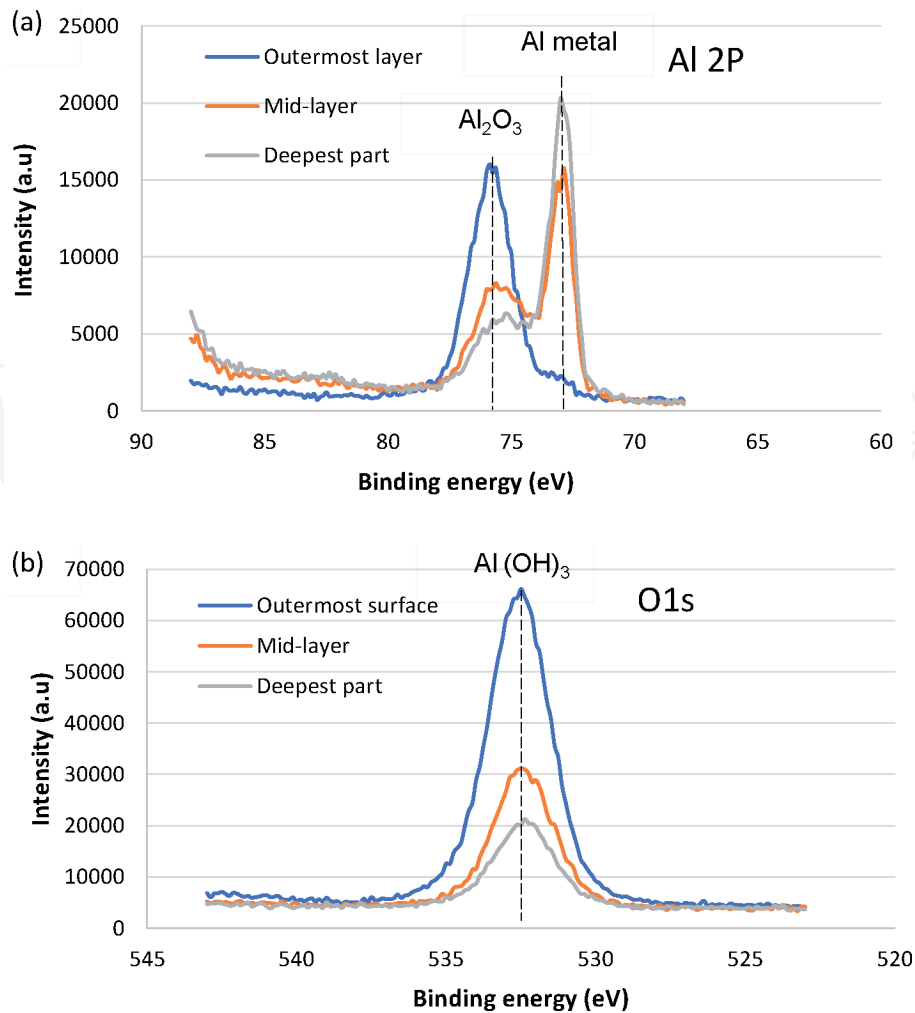 (a)
25000
20000
15000
10000
5000
0
Intensity (a.u)
Outermost layer
Mid-layer
Deepest part
Al metal
Al 2P
Al₂O₃
90 85 80 75 70 65 60
Binding energy (eV)
(b)
70000
60000
50000
40000
30000
20000
10000
0
Intensity (a.u)
Al (OH)₃
O1s
Outermost surface
Mid-layer
Deepest part
545 540 535 530 525 520
Binding energy (eV)